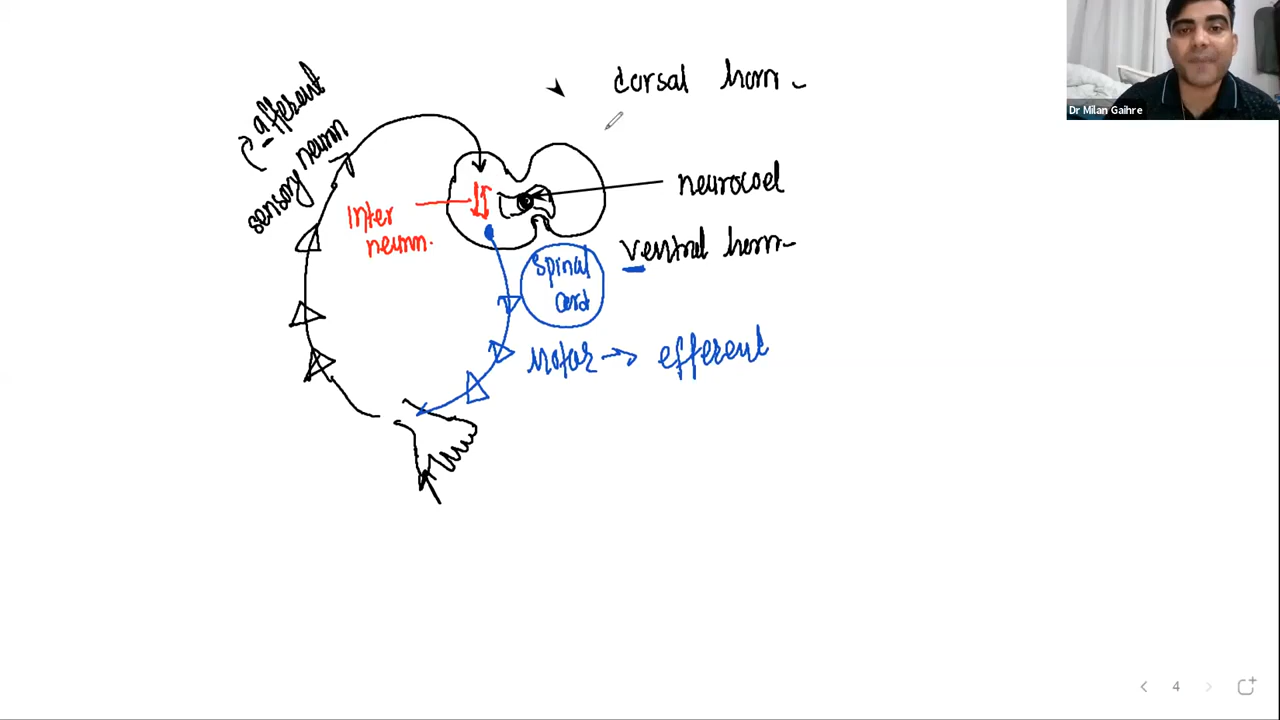 dorsal horn
Dr Milan Gaihre
afferent
sensory neuron
neurocoel
Inter
neuron.
ventral horn
Spinal
cord
Motor → efferent
4